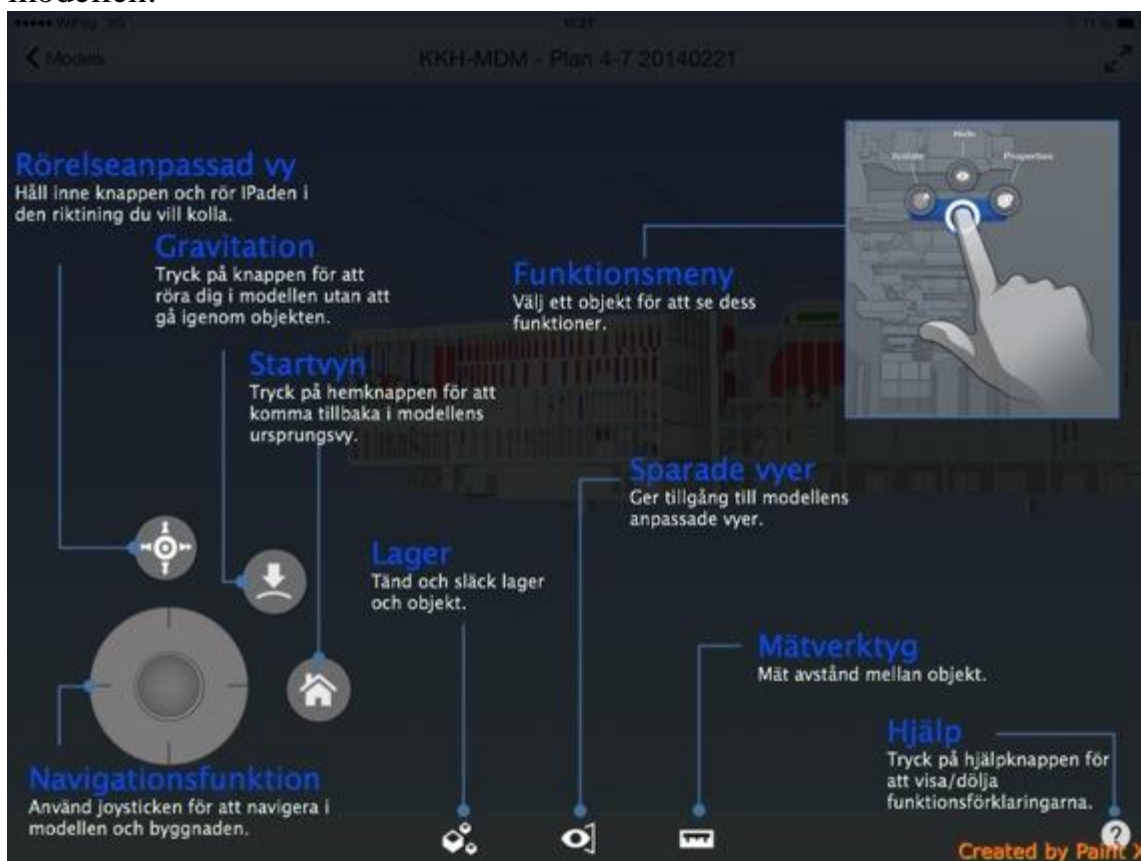 modellen.
11:27
71 %
Models
KKH-MDM - Plan 4-7 20140221
Hide
Isolate
Properties
Rörelseanpassad vy
Håll inne knappen och rör IPaden i
den riktining du vill kolla.
Gravitation
Tryck på knappen för att
röra dig i modellen utan att
gå igenom objekten.
Funktionsmeny
Välj ett objekt för att se dess
funktioner.
Startvyn
Tryck på hemknappen för att
komma tillbaka i modellens
ursprungsvy.
Sparade vyer
Ger tillgång till modellens
anpassade vyer.
Lager
Tänd och släck lager
och objekt.
Mätverktyg
Mät avstånd mellan objekt.
Hjälp
Tryck på hjälpknappen för
att visa/dölja
funktionsförklaringarna.
Navigationsfunktion
Använd joysticken för att navigera i
modellen och byggnaden.
?
Created by Paint X